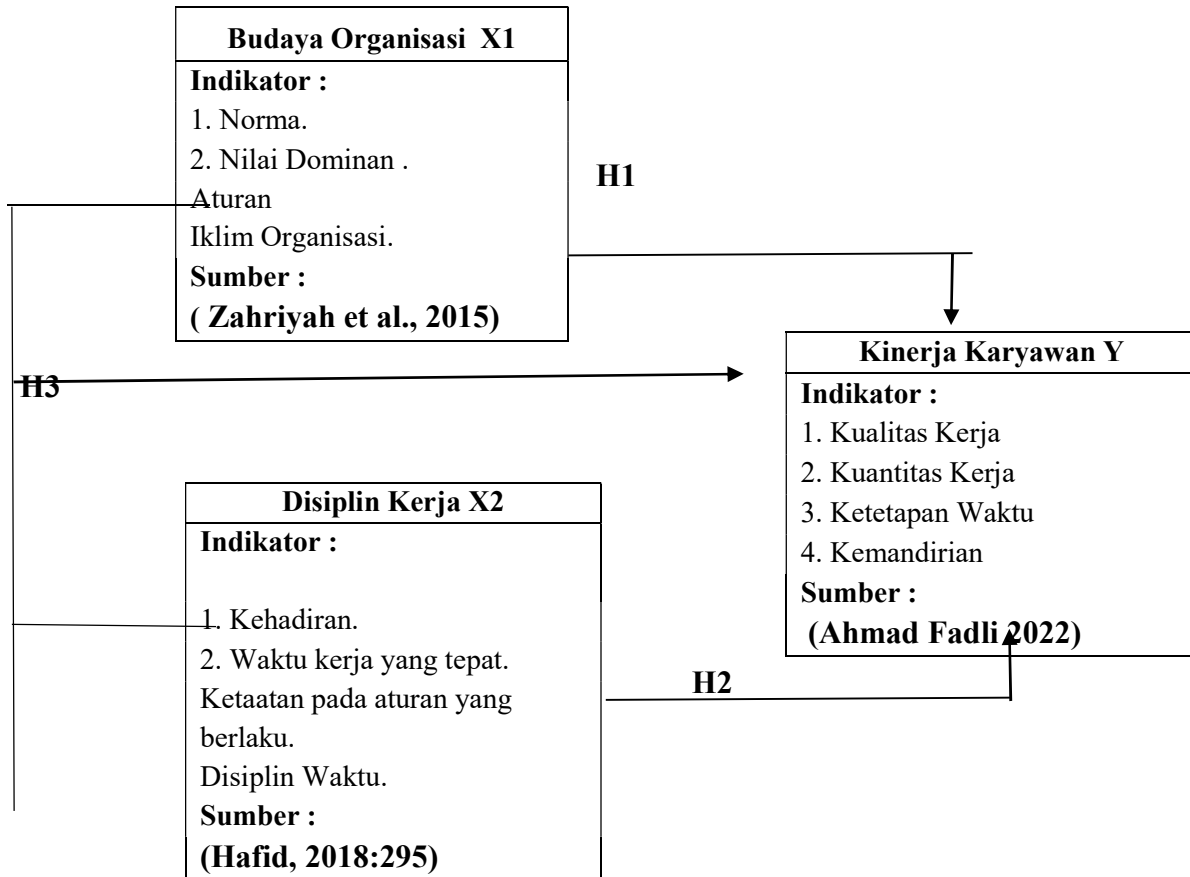 Budaya Organisasi X1
Indikator :
1. Norma.
2. Nilai Dominan .
Aturan
Iklim Organisasi.
Sumber :
( Zahriyah et al., 2015)
H1
H3
Kinerja Karyawan Y
Indikator :
1. Kualitas Kerja
2. Kuantitas Kerja
3. Ketetapan Waktu
4. Kemandirian
Sumber :
(Ahmad Fadli 2022)
Disiplin Kerja X2
Indikator :
1. Kehadiran.
2. Waktu kerja yang tepat.
Ketaatan pada aturan yang
berlaku.
Disiplin Waktu.
Sumber :
(Hafid, 2018:295)
H2